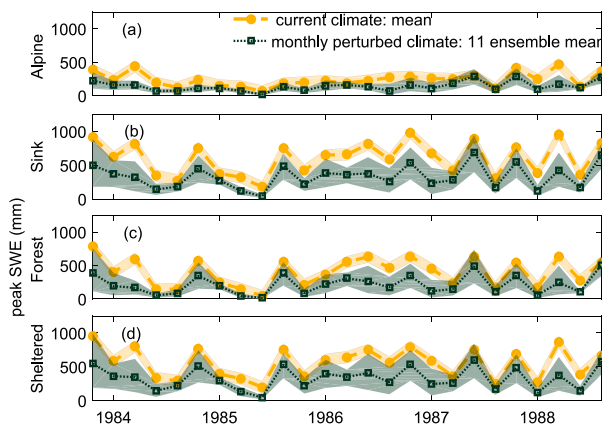 peak SWE (mm)
Alpine
1000
500
0
(a)
current climate: mean
monthly perturbed climate: 11 ensemble mean
Sink
1000
500
0
(b)
Forest
1000
500
0
(c)
Sheltered
1000
500
0
(d)
1984 1985 1986 1987 1988